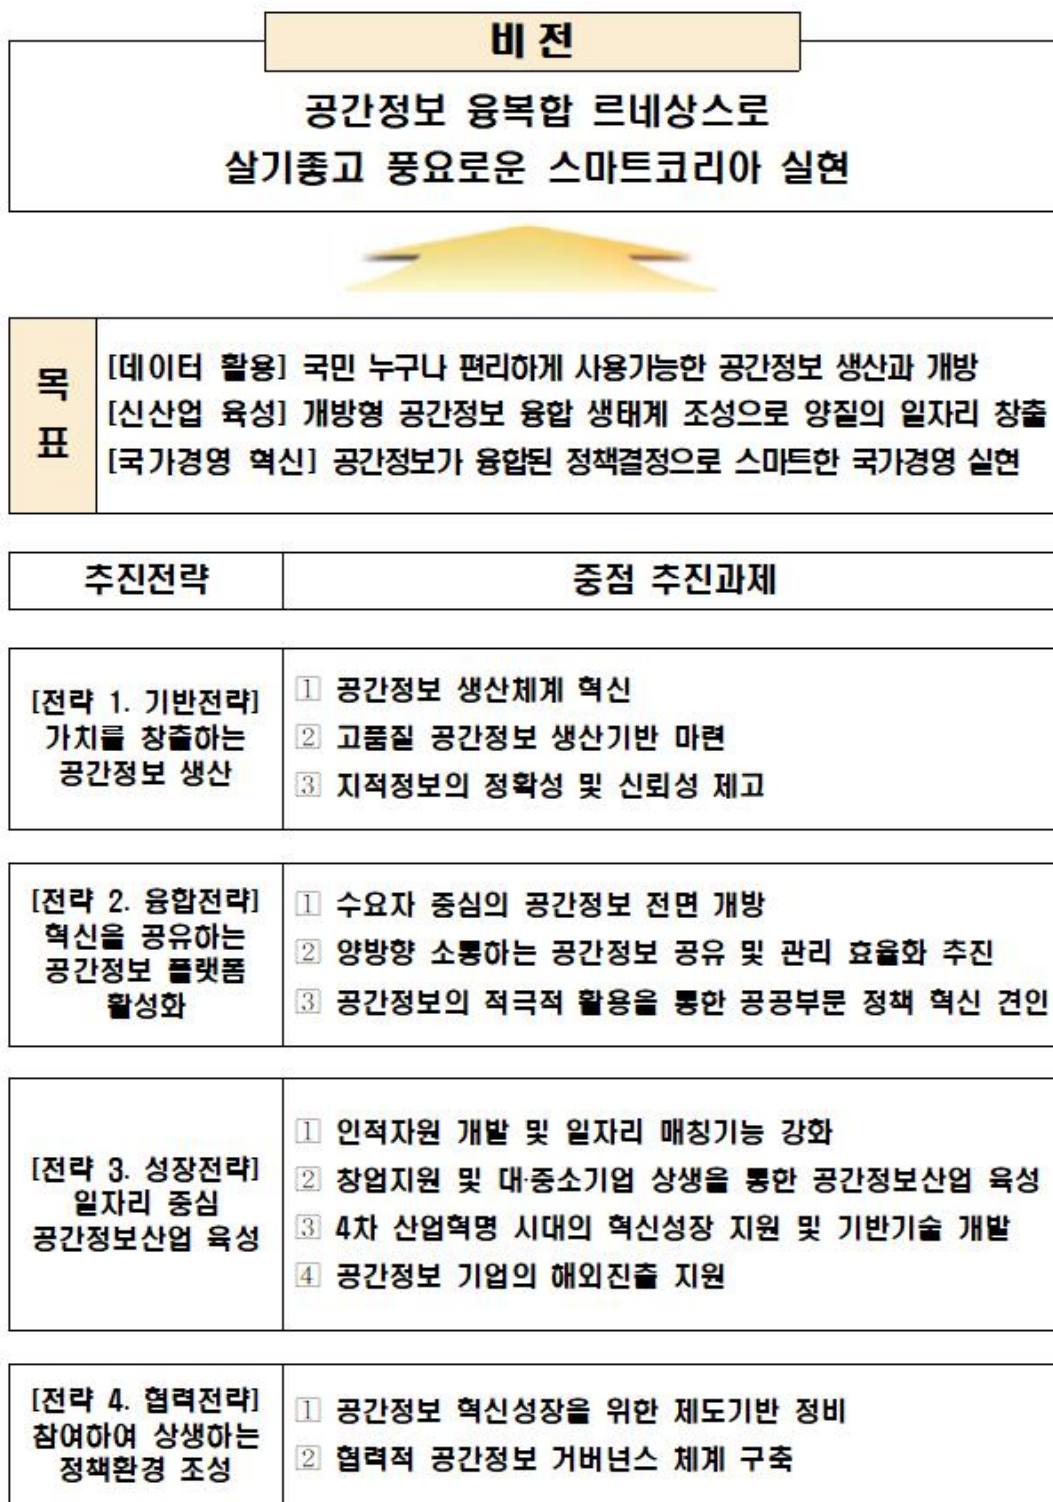 비 전
공간정보 융복합 르네상스로
살기좋고 풍요로운 스마트코리아 실현
목
표
[데이터 활용] 국민 누구나 편리하게 사용가능한 공간정보 생산과 개방
[신산업 육성] 개방형 공간정보 융합 생태계 조성으로 양질의 일자리 창출
[국가경영 혁신] 공간정보가 융합된 정책결정으로 스마트한 국가경영 실현
추진전략
중점 추진과제
[전략 1. 기반전략]
가치를 창출하는
공간정보 생산
1 공간정보 생산체계 혁신
2 고품질 공간정보 생산기반 마련
3 지적정보의 정확성 및 신뢰성 제고
[전략 2. 융합전략]
혁신을 공유하는
공간정보 플랫폼
활성화
1 수요자 중심의 공간정보 전면 개방
2 양방향 소통하는 공간정보 공유 및 관리 효율화 추진
3 공간정보의 적극적 활용을 통한 공공부문 정책 혁신 견인
[전략 3. 성장전략]
일자리 중심
공간정보산업 육성
1 인적자원 개발 및 일자리 매칭기능 강화
2 창업지원 및 대·중소기업 상생을 통한 공간정보산업 육성
3 4차 산업혁명 시대의 혁신성장 지원 및 기반기술 개발
4 공간정보 기업의 해외진출 지원
[전략 4. 협력전략]
참여하여 상생하는
정책환경 조성
1 공간정보 혁신성장을 위한 제도기반 정비
2 협력적 공간정보 거버넌스 체계 구축